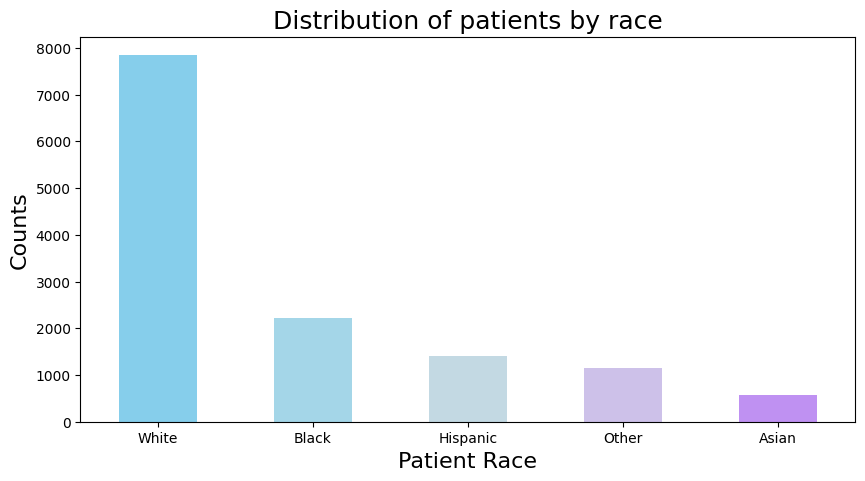 Distribution of patients by race
Counts
8000
7000
6000
5000
4000
3000
2000
1000
0
White Black Hispanic Other Asian
Patient Race